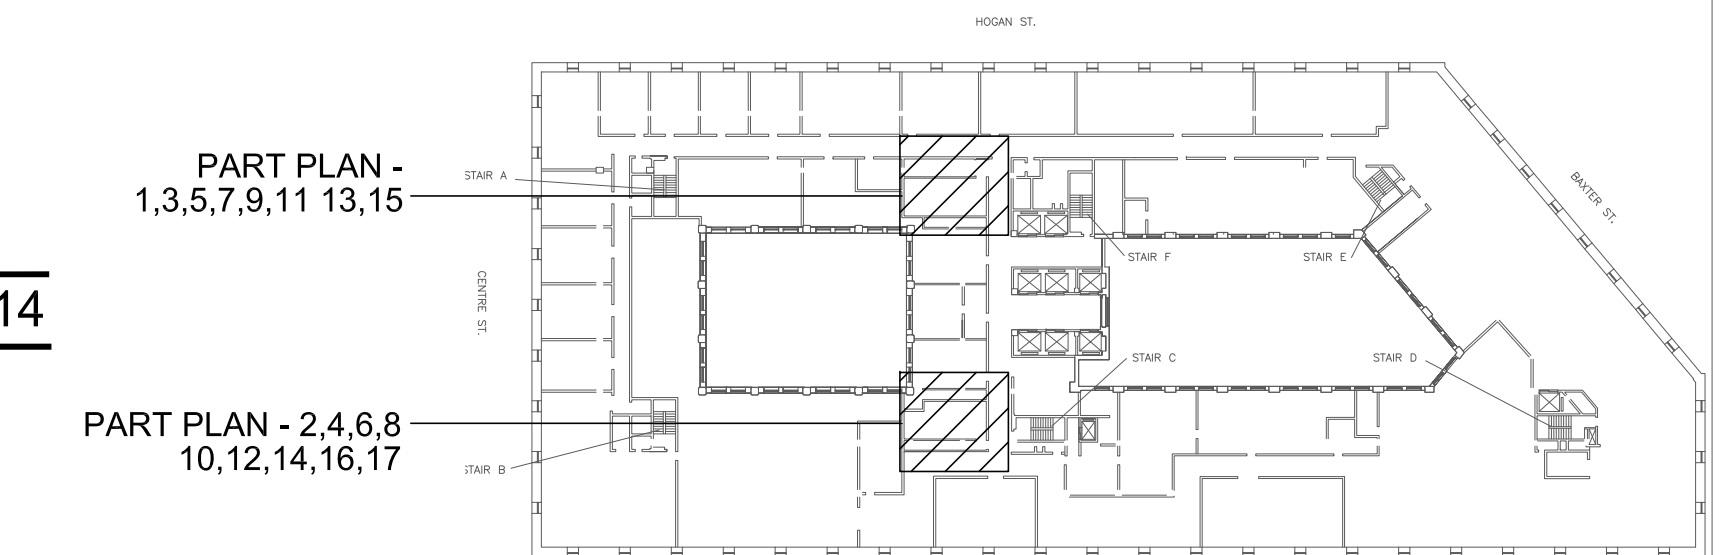 HOGAN ST.
PART PLAN -
1,3,5,7,9,11 13,15
STAIR A
BAXTER ST.
STAIR F
STAIR E
CENTRE ST.
14
STAIR C
STAIR D
PART PLAN - 2,4,6,8
10,12,14,16,17
STAIR B